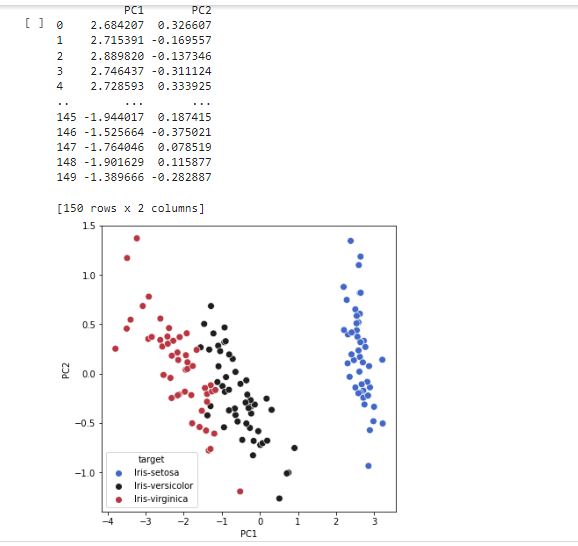 PC1 PC2
[ ] 0 2.684207 0.326607
1 2.715391 -0.169557
2 2.889820 -0.137346
3 2.746437 -0.311124
4 2.728593 0.333925
.. ... ...
145 -1.944017 0.187415
146 -1.525664 -0.375021
147 -1.764046 0.078519
148 -1.901629 0.115877
149 -1.389666 -0.282887
[150 rows x 2 columns]
1.5
1.0
0.5
0.0
−0.5
−1.0
PC2
target
Iris-setosa
Iris-versicolor
Iris-virginica
−4 −3 −2 −1 0 1 2 3
PC1